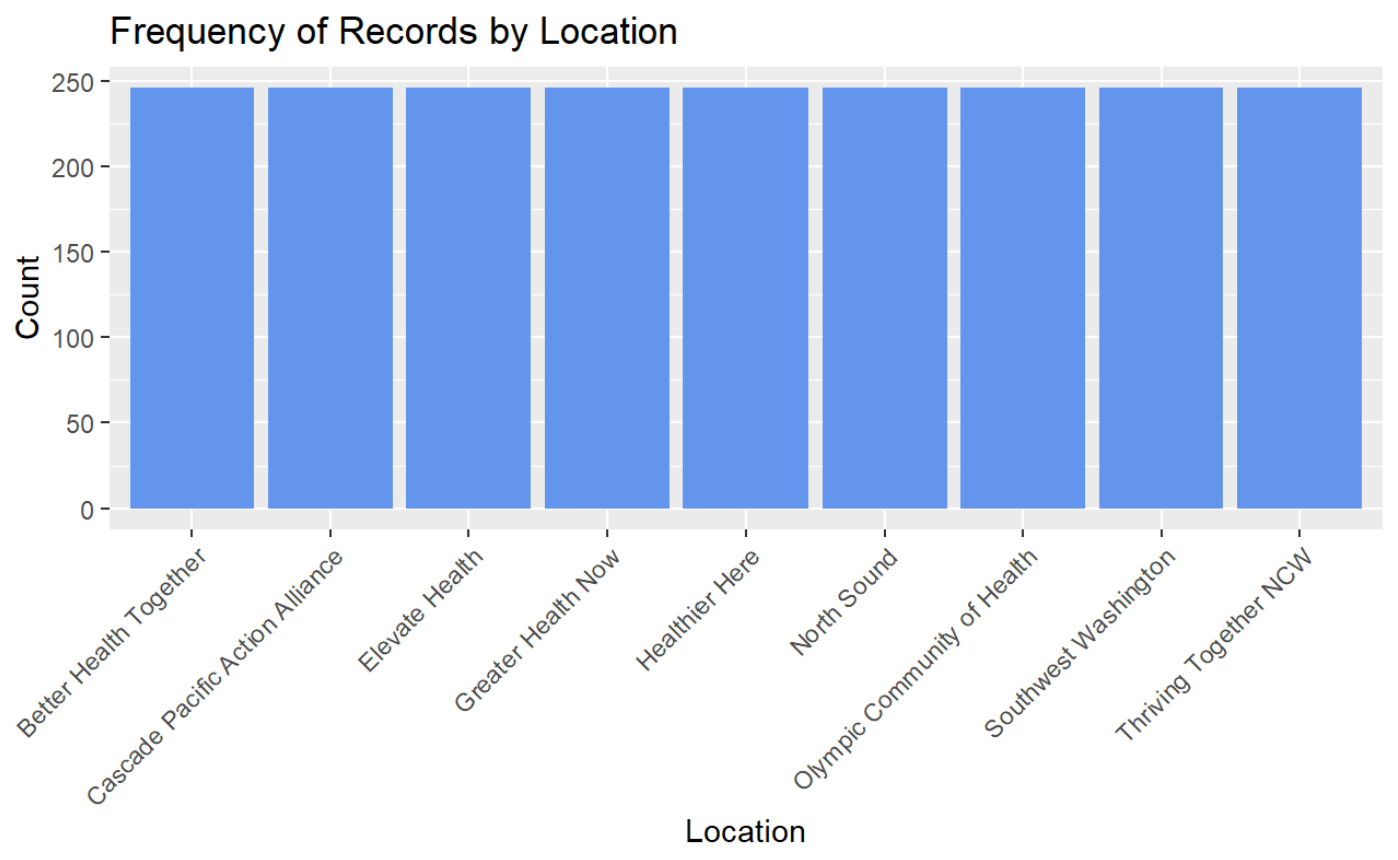 Frequency of Records by Location
Count
250
200
150
100
50
0
Better Health Together
Cascade Pacific Action Alliance
Elevate Health
Greater Health Now
Healthier Here
North Sound
Olympic Community of Health
Southwest Washington
Thriving Together NCW
Location